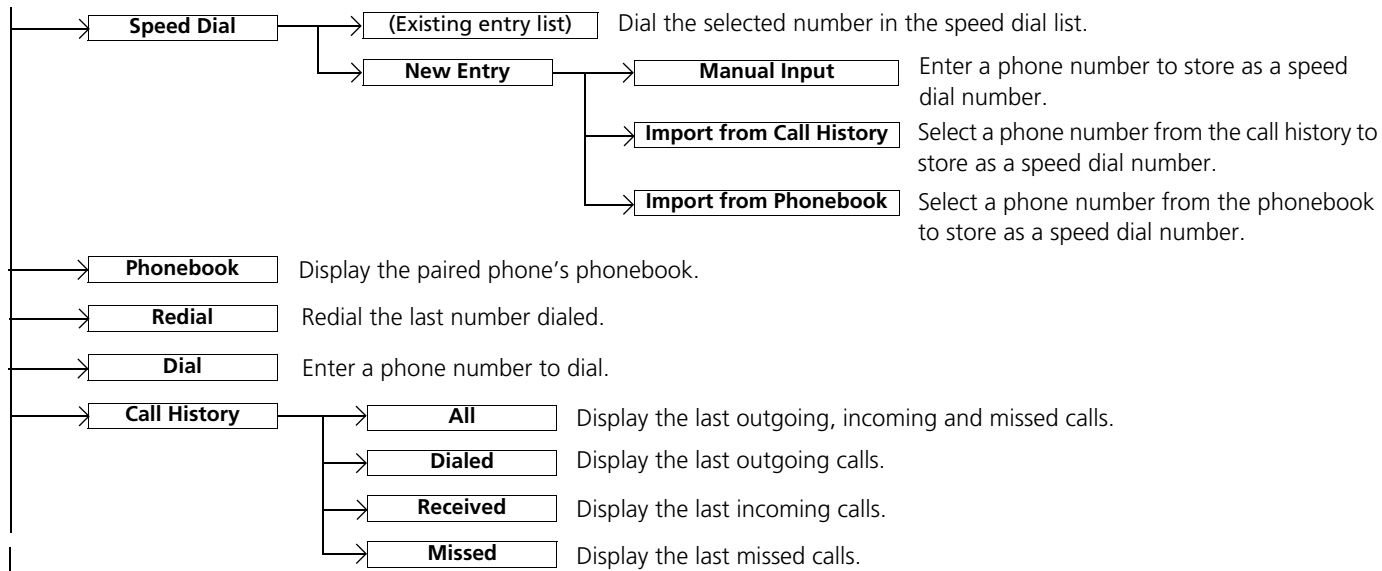 Speed Dial
(Existing entry list)
Dial the selected number in the speed dial list.
New Entry
Manual Input
Enter a phone number to store as a speed
dial number.
Import from Call History
Select a phone number from the call history to
store as a speed dial number.
Import from Phonebook
Select a phone number from the phonebook
to store as a speed dial number.
Phonebook
Display the paired phone’s phonebook.
Redial
Redial the last number dialed.
Dial
Enter a phone number to dial.
Call History
All
Display the last outgoing, incoming and missed calls.
Dialed
Display the last outgoing calls.
Received
Display the last incoming calls.
Missed
Display the last missed calls.